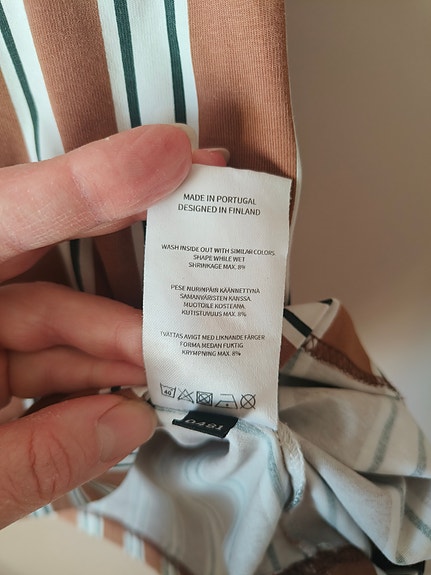 MADE IN PORTUGAL
DESIGNED IN FINLAND
WASH INSIDE OUT WITH SIMILAR COLORS
SHAPE WHILE WET
SHRINKAGE MAX. 8%
PESE NURINPÄIN KÄÄNNETTYNÄ
SAMANVÄRISTEN KANSSA
MUOTOILE KOSTEANA
KUTISTUVUUS MAX. 8%
TVÄTTAS AVIGT MED LIKNANDE FÄRGER
FORMA MEDAN FUKTIG
KRYMPNING MAX. 8%
40
0481